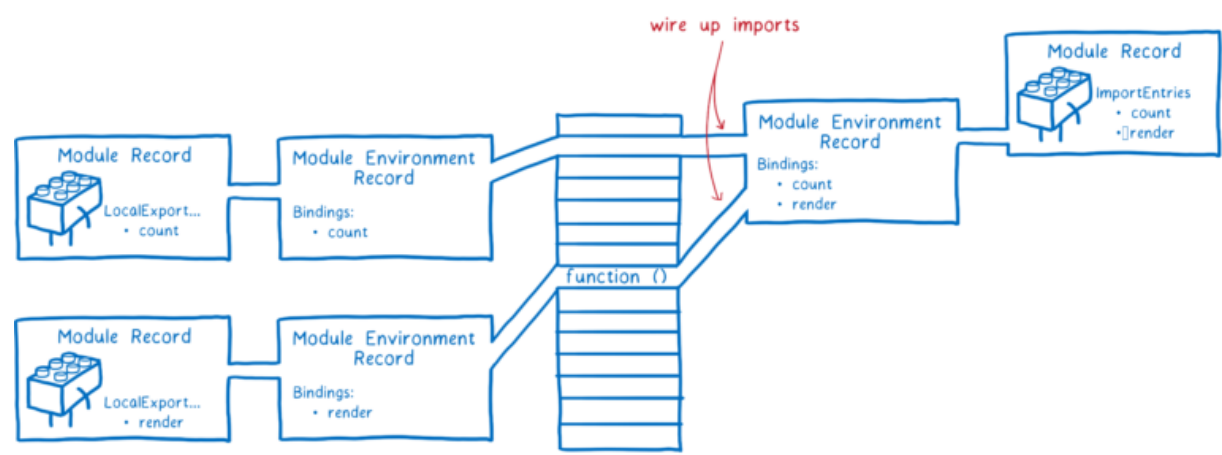 wire up imports
Module Record
ImportEntries
• count
•▯render
Module Environment
Record
Bindings:
• count
• render
Module Record
LocalExport...
• count
Module Environment
Record
Bindings:
• count
function ()
Module Record
LocalExport...
• render
Module Environment
Record
Bindings:
• render